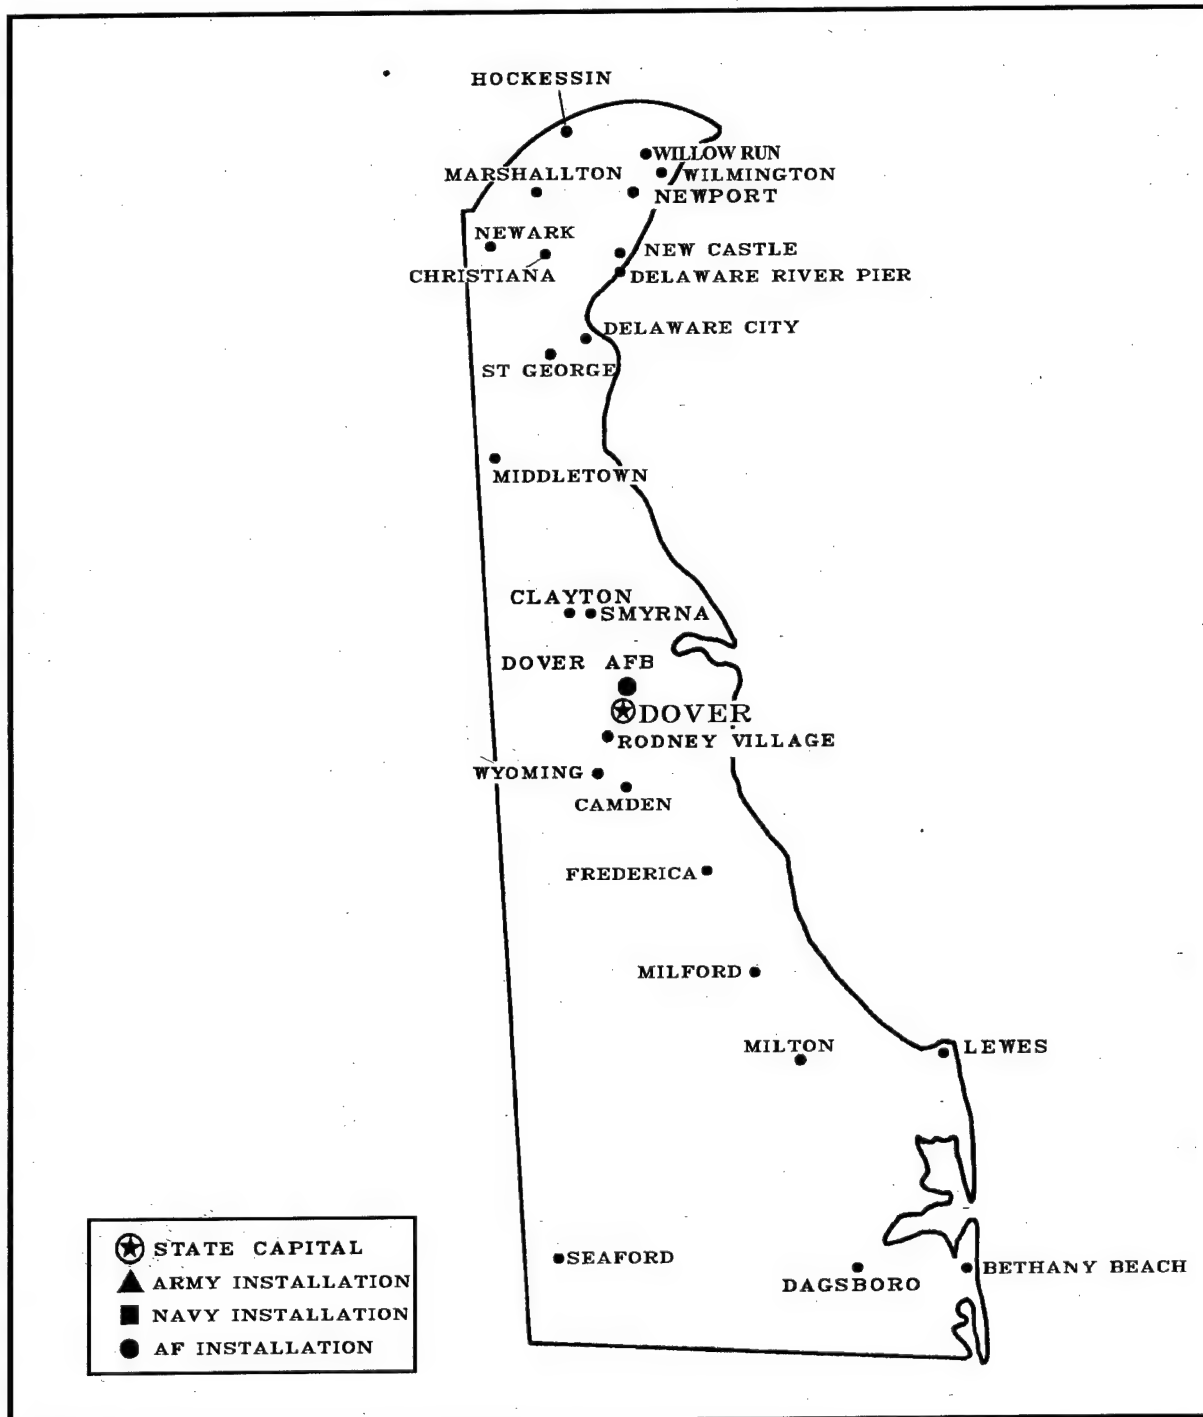 HOCKESSIN
WILLOW RUN
MARSHALLTON
WILMINGTON
NEWPORT
NEWARK
NEW CASTLE
CHRISTIANA
DELAWARE RIVER PIER
DELAWARE CITY
ST GEORGE
MIDDLETOWN
CLAYTON
SMYRNA
DOVER AFB
DOVER
RODNEY VILLAGE
WYOMING
CAMDEN
FREDERICA
MILFORD
MILTON
LEWES
SEAFORD
DAGSBORO
BETHANY BEACH
STATE CAPITAL
ARMY INSTALLATION
NAVY INSTALLATION
AF INSTALLATION